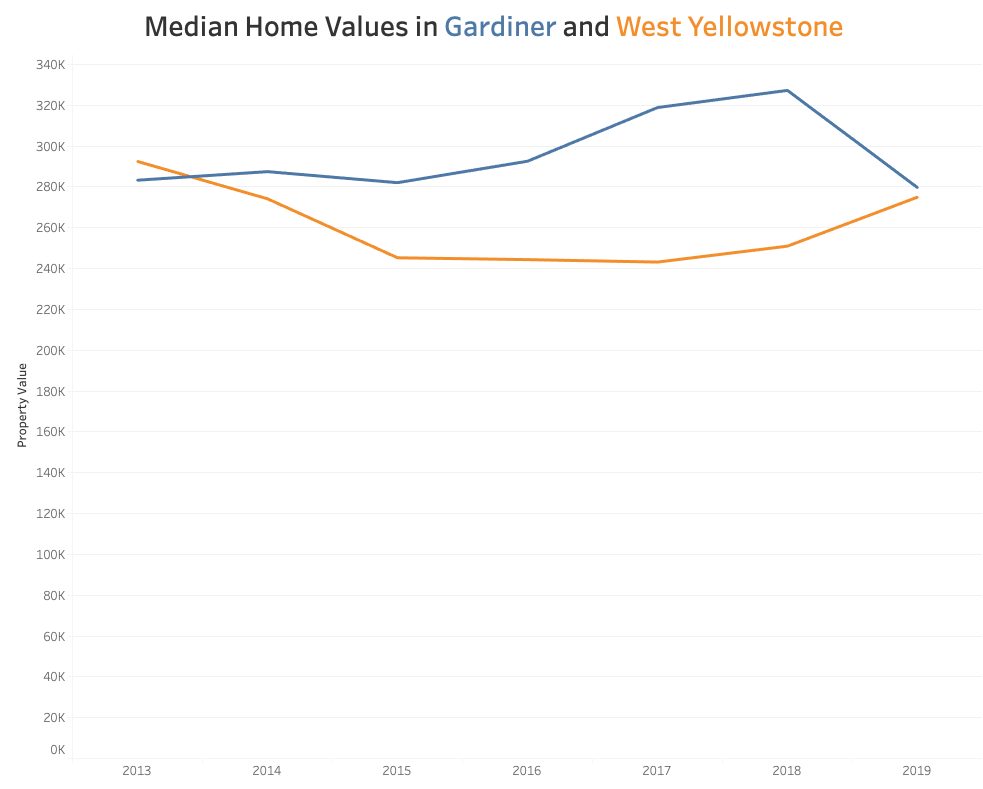 Median Home Values in Gardiner and West Yellowstone
340K
320K
300K
280K
260K
240K
220K
200K
180K
160K
140K
120K
100K
80K
60K
40K
20K
0K
Property Value
2013 2014 2015 2016 2017 2018 2019